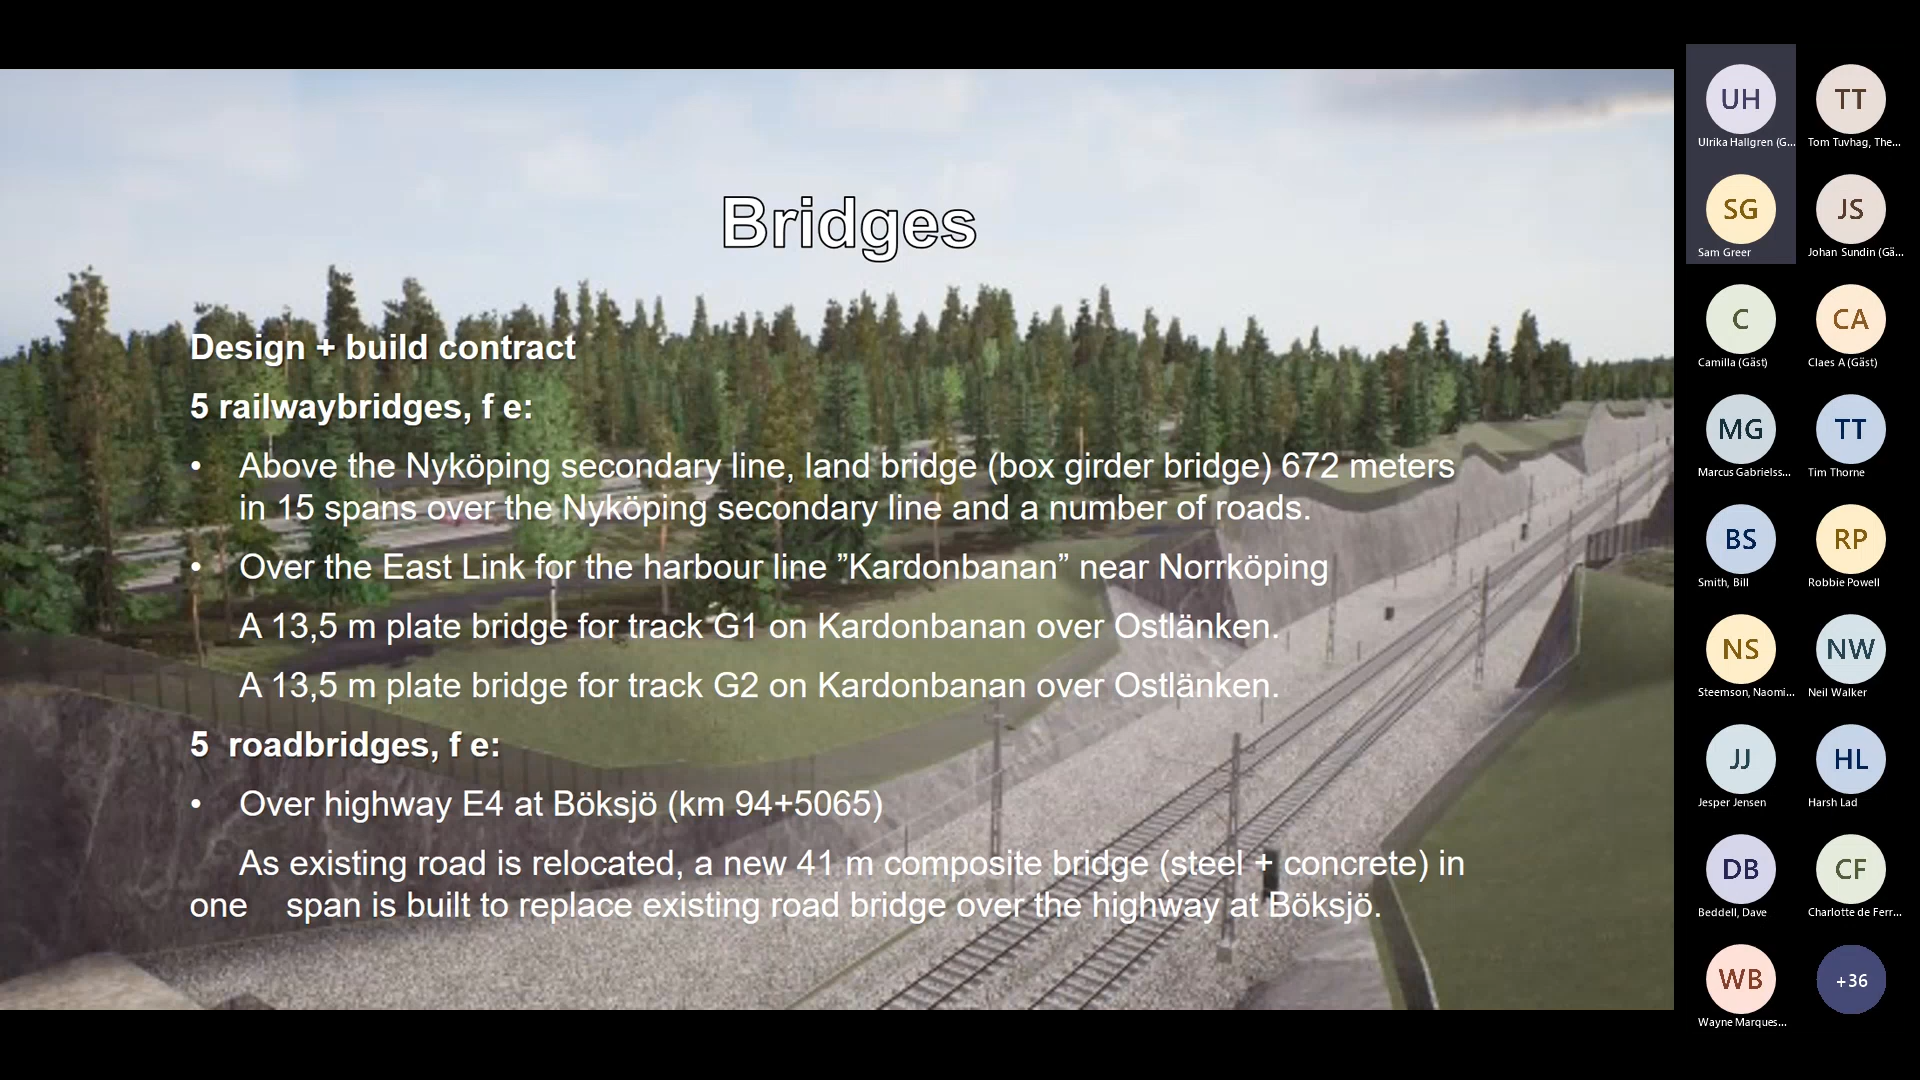 Bridges
Design + build contract
5 railwaybridges, f e:
• Above the Nyköping secondary line, land bridge (box girder bridge) 672 meters
in 15 spans over the Nyköping secondary line and a number of roads.
• Over the East Link for the harbour line ”Kardonbanan” near Norrköping
A 13,5 m plate bridge for track G1 on Kardonbanan over Ostlänken.
A 13,5 m plate bridge for track G2 on Kardonbanan over Ostlänken.
5 roadbridges, f e:
• Over highway E4 at Böksjö (km 94+5065)
As existing road is relocated, a new 41 m composite bridge (steel + concrete) in
one span is built to replace existing road bridge over the highway at Böksjö.
UH
Ulrika Hallgren (G...
TT
Tom Tuvhag, The...
SG
Sam Greer
JS
Johan Sundin (Gä...
C
Camilla (Gäst)
CA
Claes A (Gäst)
MG
Marcus Gabrielss...
TT
Tim Thorne
BS
Smith, Bill
RP
Robbie Powell
NS
Steemson, Naomi...
NW
Neil Walker
JJ
Jesper Jensen
HL
Harsh Lad
DB
Beddell, Dave
CF
Charlotte de Ferr...
WB
Wayne Marques...
+36